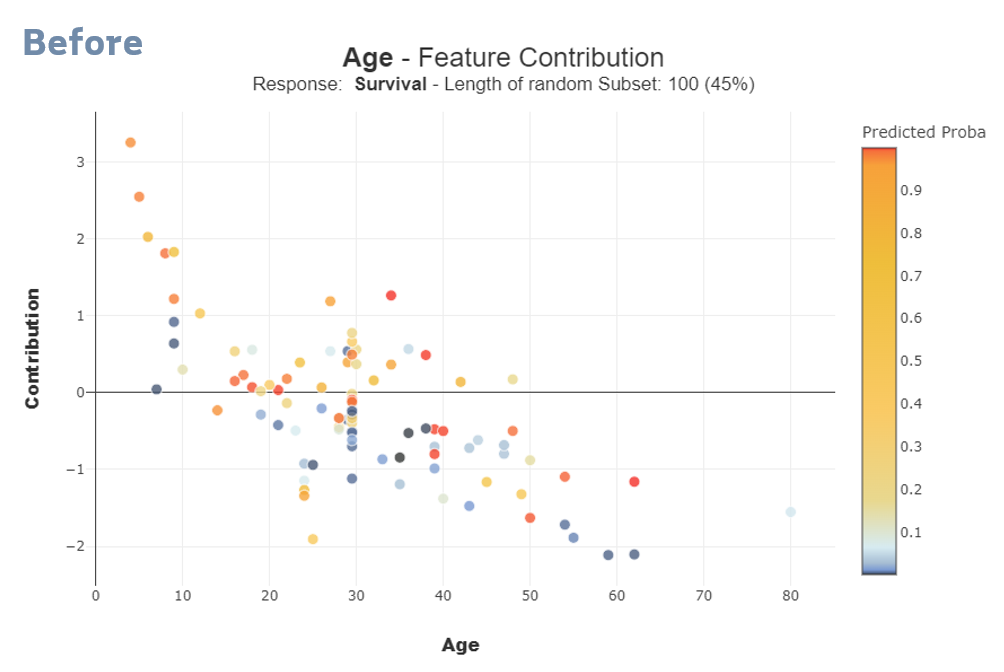 Before
Age - Feature Contribution
Response: Survival - Length of random Subset: 100 (45%)
Predicted Proba
3
2
1
0
−1
−2
Contribution
0.9
0.8
0.7
0.6
0.5
0.4
0.3
0.2
0.1
0 10 20 30 40 50 60 70 80
Age